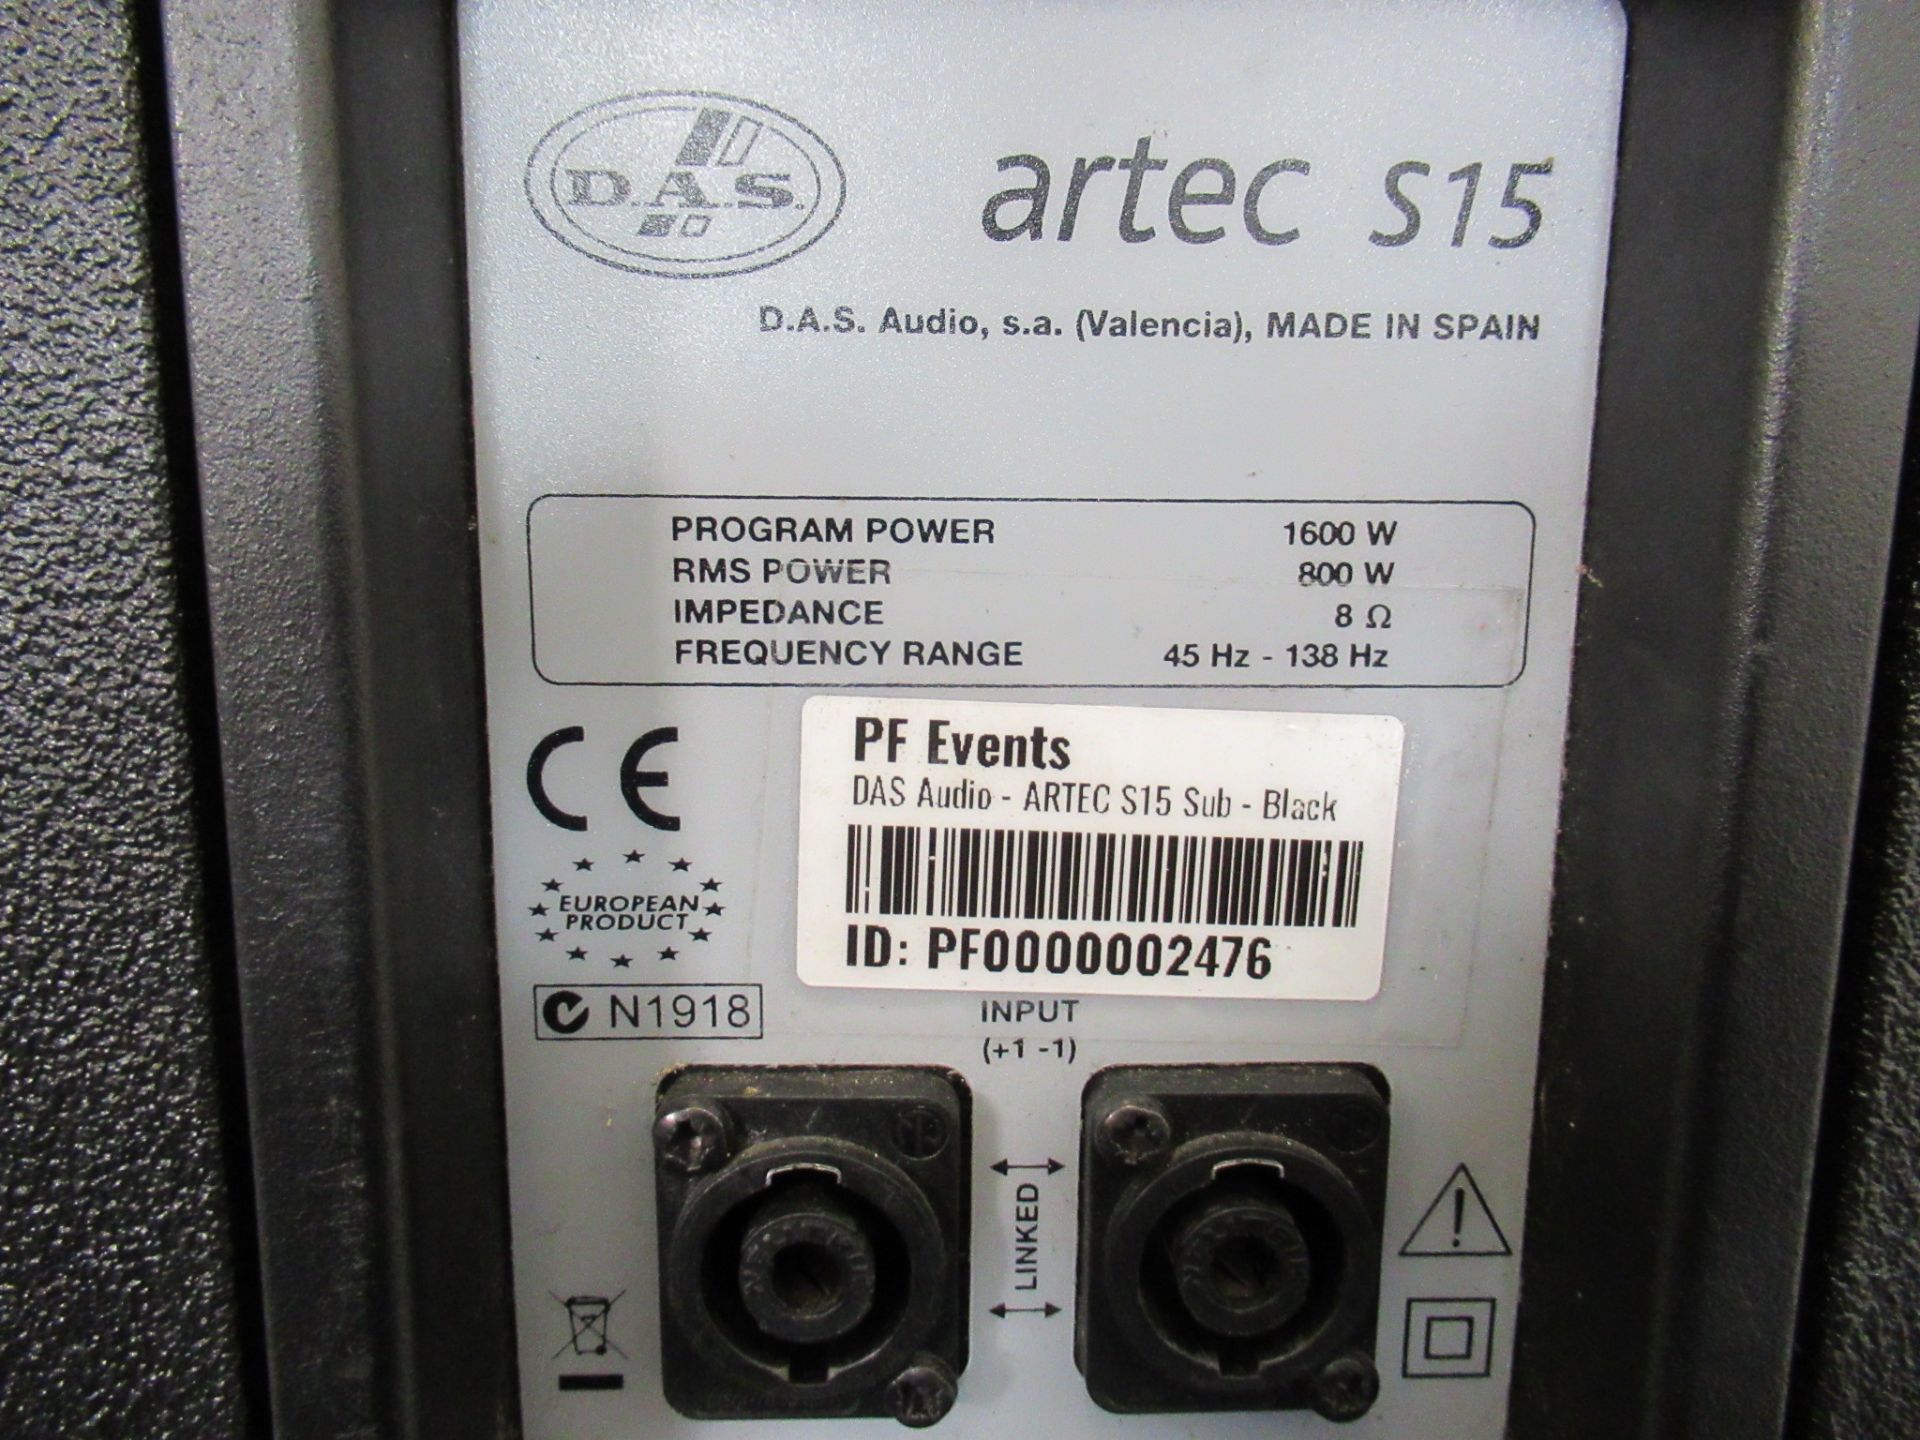 D.A.S.
artec S15
D.A.S. Audio, s.a. (Valencia), MADE IN SPAIN
PROGRAM POWER 1600 W
RMS POWER 800 W
IMPEDANCE 8 Ω
FREQUENCY RANGE 45 Hz - 138 Hz
CE
PF Events
DAS Audio - ARTEC S15 Sub - Black
ID: PF0000002476
EUROPEAN
PRODUCT
N1918
INPUT
(+1 -1)
LINKED